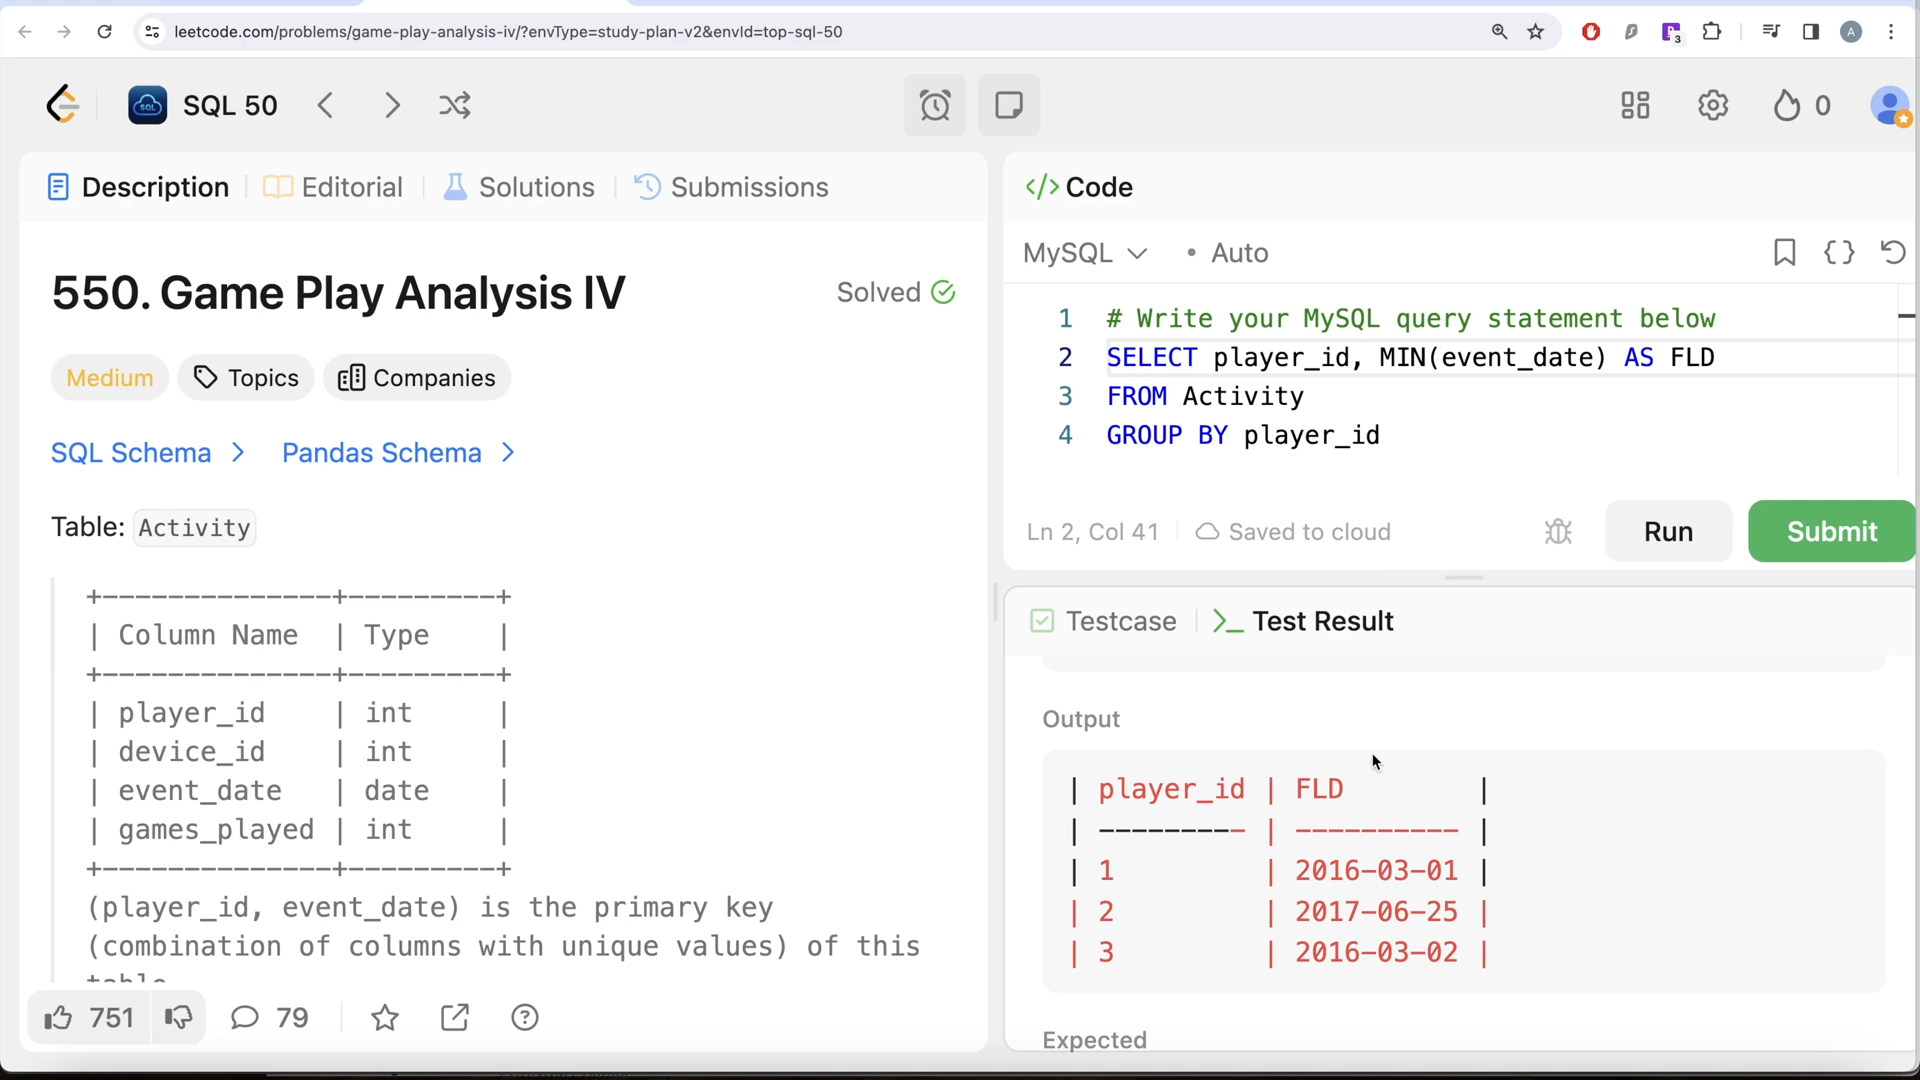 leetcode.com/problems/game-play-analysis-iv/?envType=study-plan-v2&envId=top-sql-50
3
A
SQL
SQL 50
0
Description
Editorial
Solutions
Submissions
550. Game Play Analysis IV
Solved
Medium
Topics
Companies
SQL Schema >
Pandas Schema >
Table: Activity
+--------------+---------+
| Column Name | Type |
+--------------+---------+
| player_id | int |
| device_id | int |
| event_date | date |
| games_played | int |
+--------------+---------+
(player_id, event_date) is the primary key
(combination of columns with unique values) of this
table
751
79
</> Code
MySQL
• Auto
{}
1 # Write your MySQL query statement below
2 SELECT player_id, MIN(event_date) AS FLD
3 FROM Activity
4 GROUP BY player_id
Ln 2, Col 41
Saved to cloud
Run
Submit
Testcase
>_ Test Result
Output
| player_id | FLD |
| --------- | ---------- |
| 1 | 2016-03-01 |
| 2 | 2017-06-25 |
| 3 | 2016-03-02 |
Expected